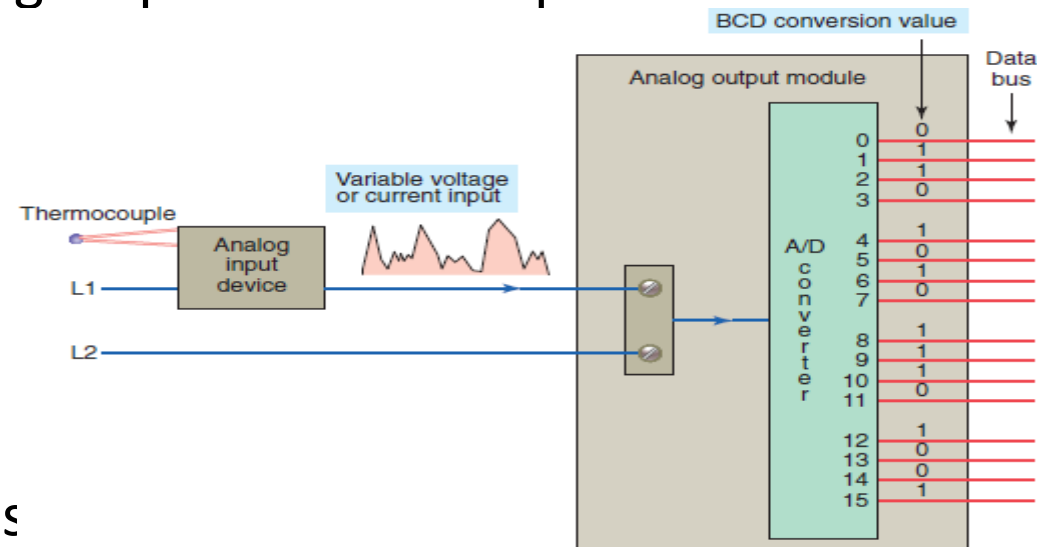 BCD conversion value
Analog output module
Data
bus
Variable voltage
or current input
Thermocouple
Analog
input
device
L1
L2
A/D
converter
0 0
1 1
2 1
3 0
4 1
5 0
6 1
7 0
8 1
9 1
10 1
11 0
12 1
13 0
14 0
15 1